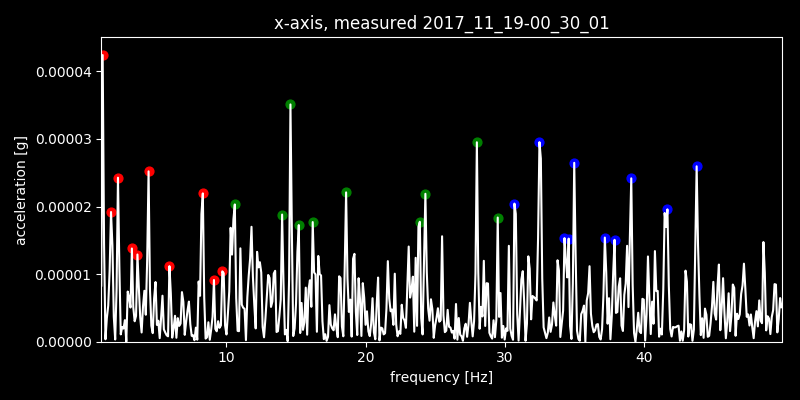 x-axis, measured 2017_11_19-00_30_01
acceleration [g]
0.00004
0.00003
0.00002
0.00001
0.00000
10 20 30 40
frequency [Hz]